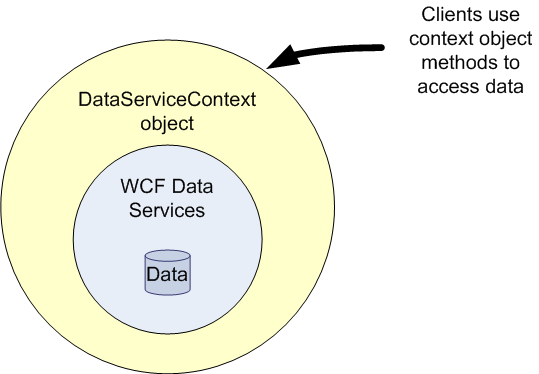 Clients use
context object
methods to
access data
DataServiceContext
object
WCF Data
Services
Data